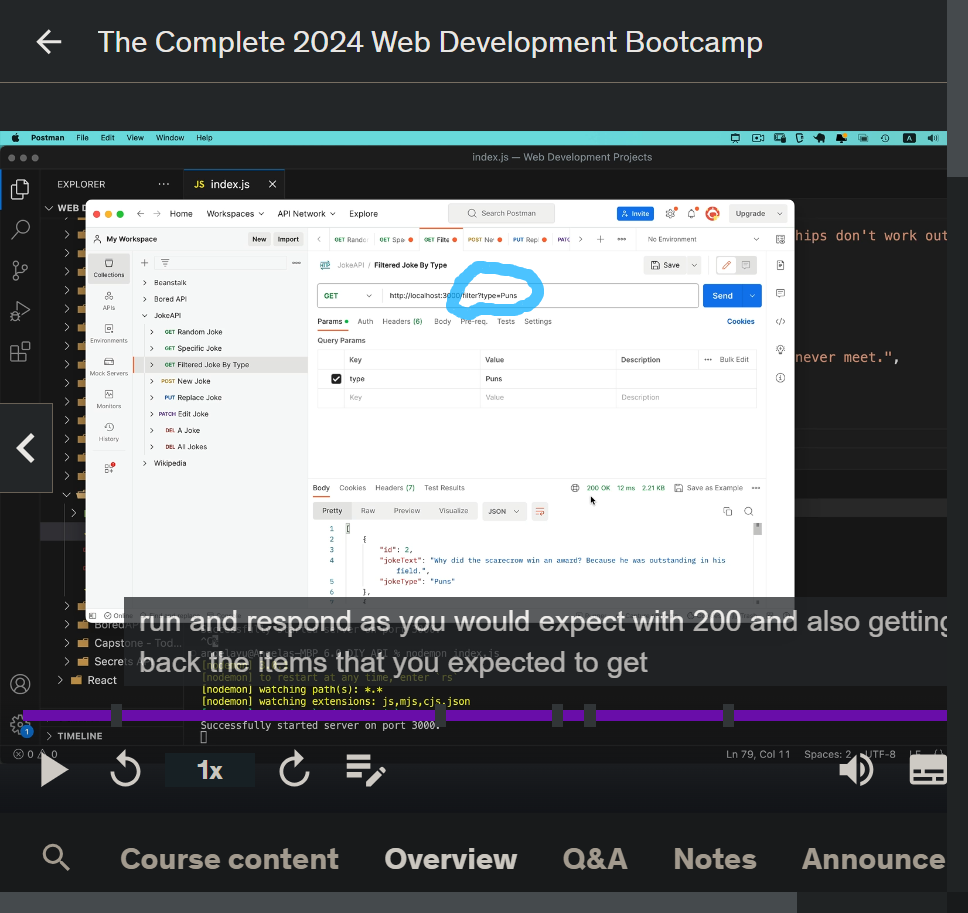 The Complete 2024 Web Development Bootcamp
Postman File Edit View Window Help
index.js — Web Development Projects
EXPLORER
JS index.js
Home Workspaces API Network Explore
Search Postman
Invite
Upgrade
My Workspace
New Import
GET Rando
GET Spe
GET Filte
POST Ne
PUT Rep
PATC
No Environment
hips don't work out
never meet.",
Collections
APIs
Environments
Mock Servers
Monitors
History
Beanstalk
Bored API
JokeAPI
GET Random Joke
GET Specific Joke
GET Filtered Joke By Type
POST New Joke
PUT Replace Joke
PATCH Edit Joke
DEL A Joke
DEL All Jokes
Wikipedia
JokeAPI / Filtered Joke By Type
Save
GET
http://localhost:3000/filter?type=Puns
Send
Params Auth Headers (6) Body Pre-req. Tests Settings
Cookies
Query Params
Key Value Description Bulk Edit
type Puns
Key Value Description
Body Cookies Headers (7) Test Results
200 OK 12 ms 2.21 KB Save as Example
Pretty Raw Preview Visualize JSON
1 [
2 {
3 "id": 2,
4 "jokeText": "Why did the scarecrow win an award? Because he was outstanding in his
field.",
5 "jokeType": "Puns"
6 },
run and respond as you would expect with 200 and also getting
back the items that you expected to get
Capstone - Tod...
Secrets
React
[nodemon] to restart at any time, enter `rs`
[nodemon] watching path(s): *.*
[nodemon] watching extensions: js,mjs,cjs,json
Successfully started server on port 3000.
1
TIMELINE
0 0
Ln 79, Col 11 Spaces: 2 UTF-8 LF
1x
Course content Overview Q&A Notes Announce